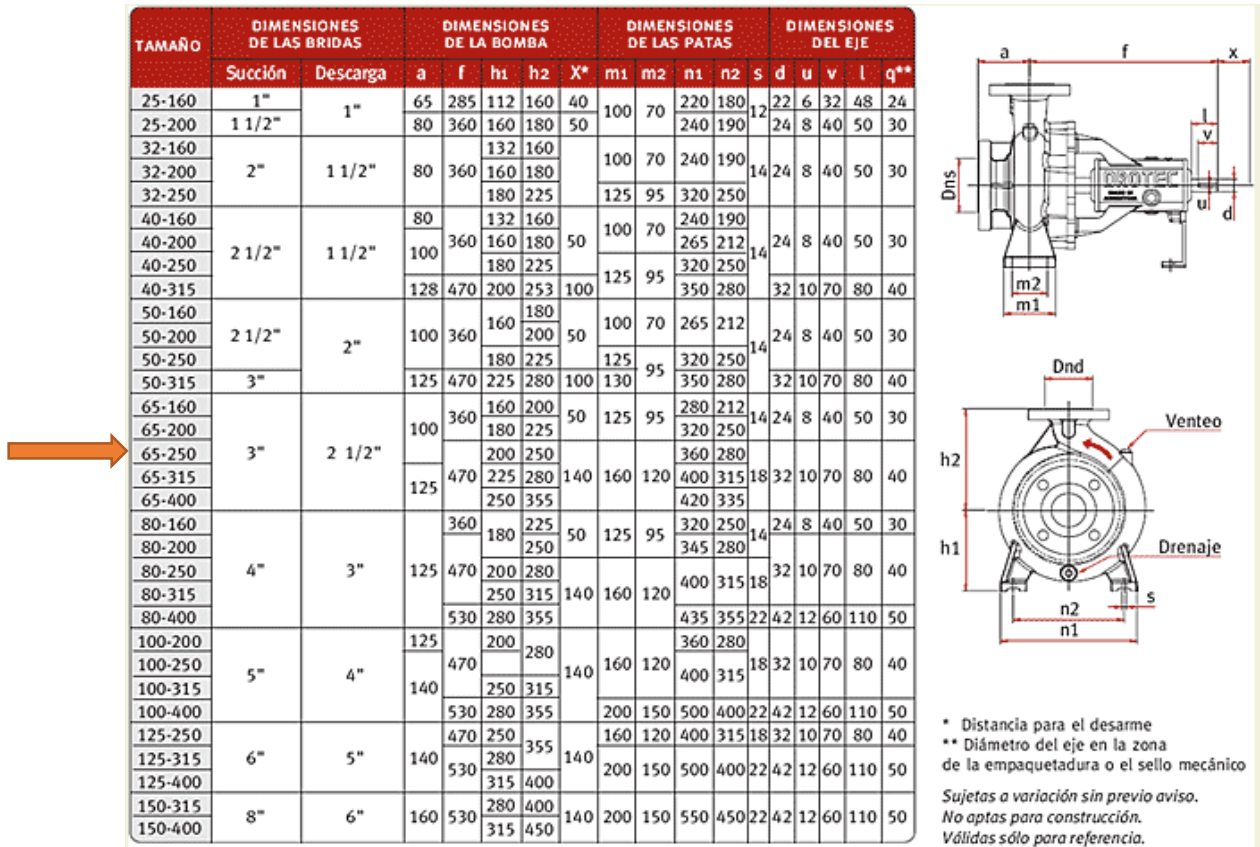 TAMAÑO DIMENSIONES DE LAS BRIDAS DIMENSIONES DE LA BOMBA DIMENSIONES DE LAS PATAS DIMENSIONES DEL EJE
Succión Descarga a f h1 h2 X* m1 m2 n1 n2 s d u v l q**
25-160 1" 1" 65 285 112 160 40 100 70 220 180 12 22 6 32 48 24
25-200 1 1/2" 80 360 160 180 50 240 190 24 8 40 50 30
32-160 132 160
32-200 2" 1 1/2" 80 360 160 180 100 70 240 190 14 24 8 40 50 30
32-250 180 225 125 95 320 250
40-160 80 132 160 240 190
40-200 2 1/2" 1 1/2" 100 360 160 180 50 100 70 265 212 14 24 8 40 50 30
40-250 180 225 125 95 320 250
40-315 128 470 200 253 100 350 280 32 10 70 80 40
50-160 180
50-200 2 1/2" 2" 100 360 160 200 50 100 70 265 212 14 24 8 40 50 30
50-250 180 225 125 95 320 250
50-315 3" 125 470 225 280 100 130 350 280 32 10 70 80 40
65-160 360 160 200 50 125 95 280 212 14 24 8 40 50 30
65-200 100 180 225 320 250
65-250 3" 2 1/2" 200 250 360 280
65-315 125 470 225 280 140 160 120 400 315 18 32 10 70 80 40
65-400 250 355 420 335
80-160 360 180 225 50 125 95 320 250 14 24 8 40 50 30
80-200 250 345 280
80-250 4" 3" 125 470 200 280 400 315 18 32 10 70 80 40
80-315 250 315 140 160 120
80-400 530 280 355 435 355 22 42 12 60 110 50
100-200 125 200 280 360 280
100-250 5" 4" 140 470 140 160 120 400 315 18 32 10 70 80 40
100-315 250 315
100-400 530 280 355 200 150 500 400 22 42 12 60 110 50
125-250 470 250 355 160 120 400 315 18 32 10 70 80 40
125-315 6" 5" 140 530 280 140 200 150 500 400 22 42 12 60 110 50
125-400 315 400
150-315 8" 6" 160 530 280 400 140 200 150 550 450 22 42 12 60 110 50
150-400 315 450
a f x
l
v
Dns
DROTEC
u
d
m2
m1
Dnd
Venteo
h2
h1
Drenaje
s
n2
n1
* Distancia para el desarme
** Diámetro del eje en la zona
de la empaquetadura o el sello mecánico
Sujetas a variación sin previo aviso.
No aptas para construcción.
Válidas sólo para referencia.